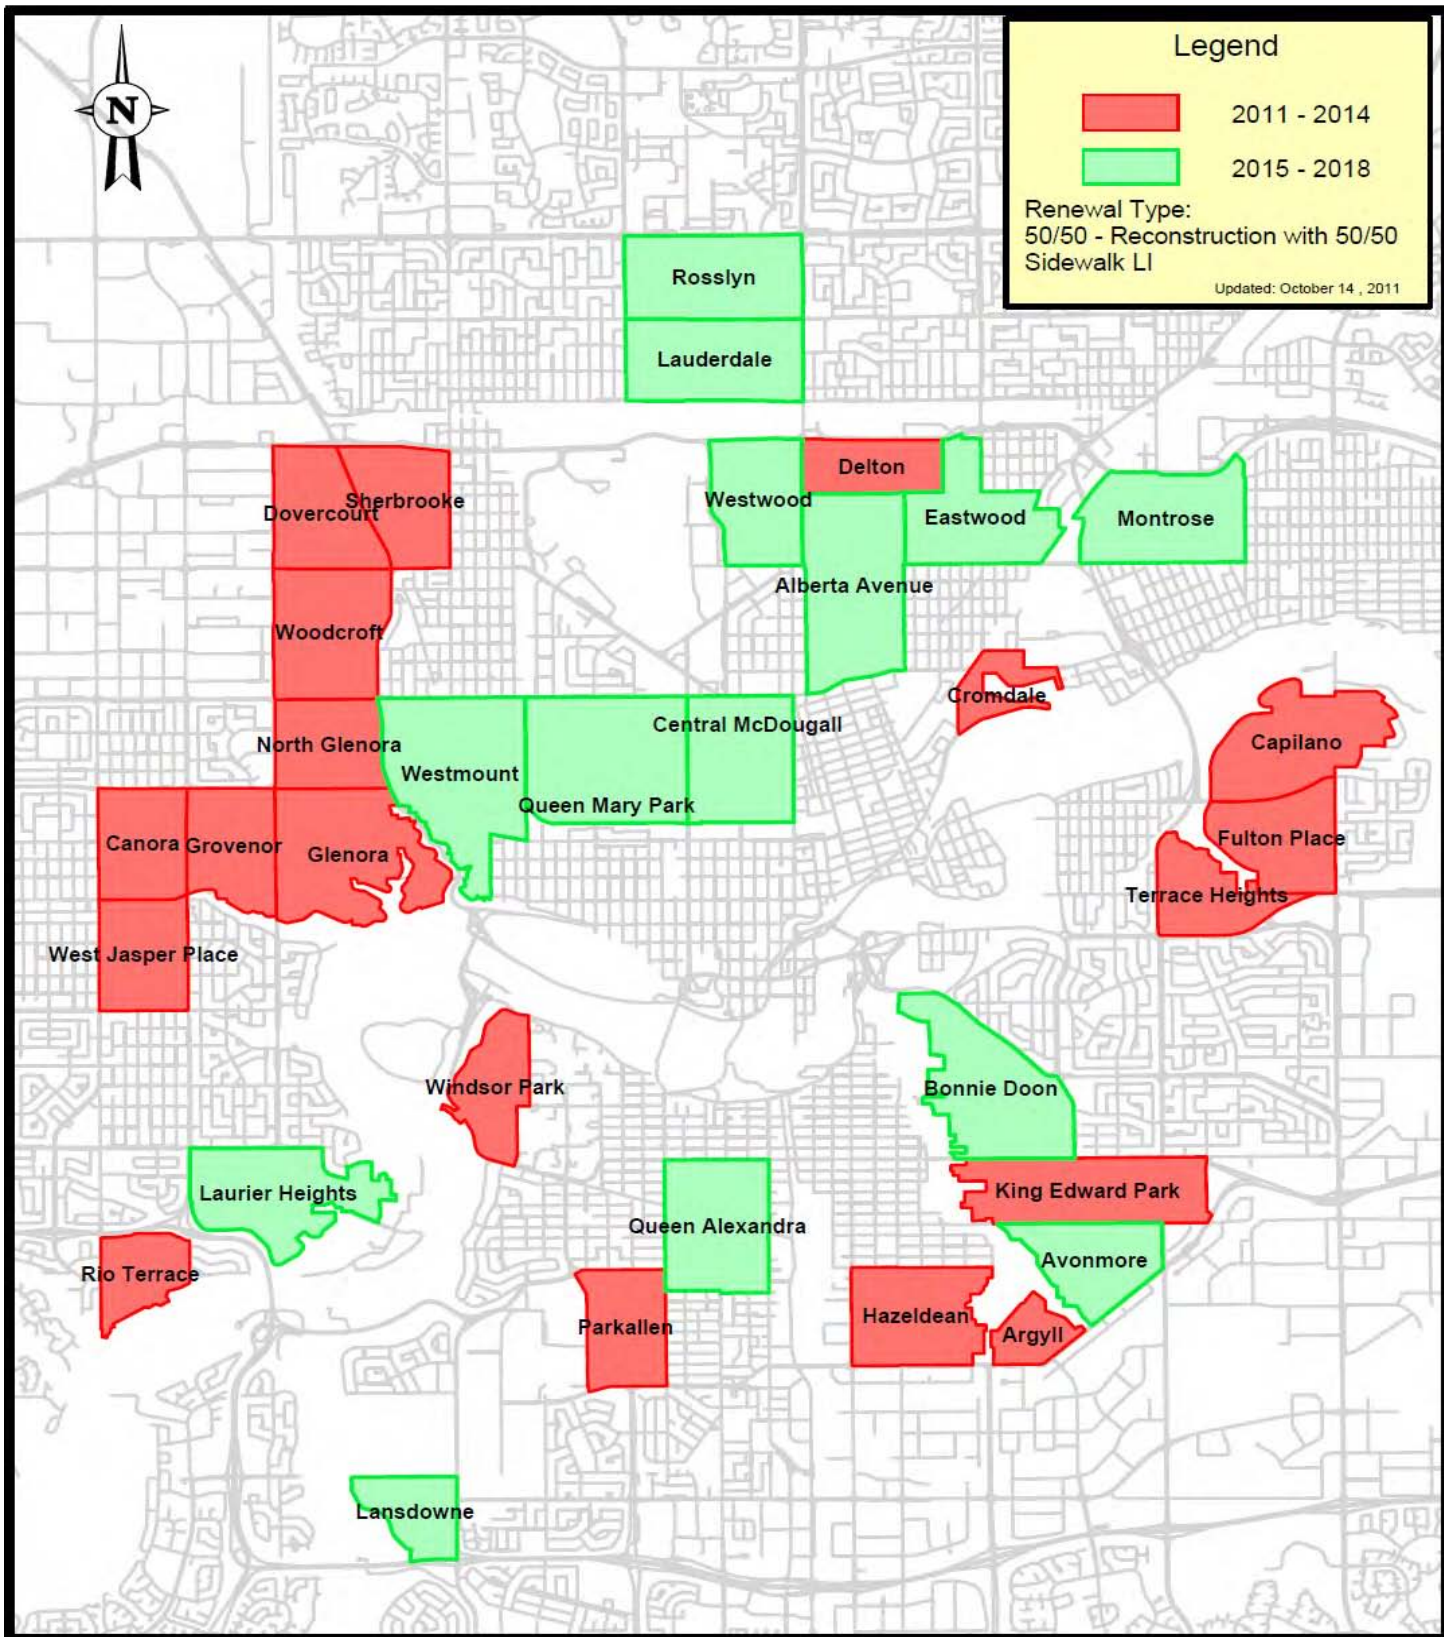 N
Legend
2011 - 2014
2015 - 2018
Renewal Type:
50/50 - Reconstruction with 50/50
Sidewalk LI
Updated: October 14 , 2011
Rosslyn
Lauderdale
Delton
Sherbrooke
Dovercourt
Westwood
Eastwood
Montrose
Alberta Avenue
Woodcroft
Cromdale
Central McDougall
North Glenora
Capilano
Westmount
Queen Mary Park
Fulton Place
Canora
Grovenor
Glenora
Terrace Heights
West Jasper Place
Windsor Park
Bonnie Doon
Laurier Heights
King Edward Park
Queen Alexandra
Avonmore
Rio Terrace
Hazeldean
Parkallen
Argyll
Lansdowne